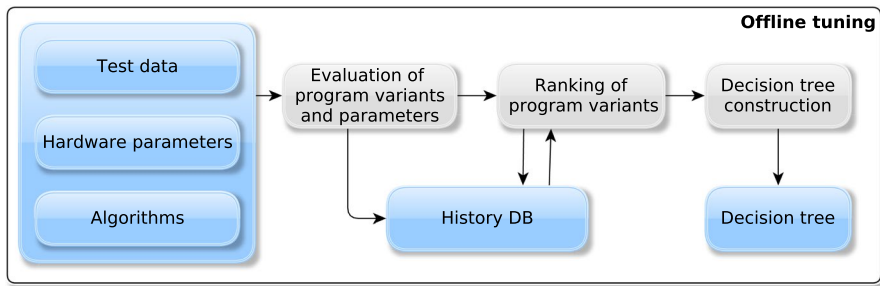 Offline tuning
Test data
Hardware parameters
Algorithms
Evaluation of
program variants
and parameters
Ranking of
program variants
Decision tree
construction
History DB
Decision tree